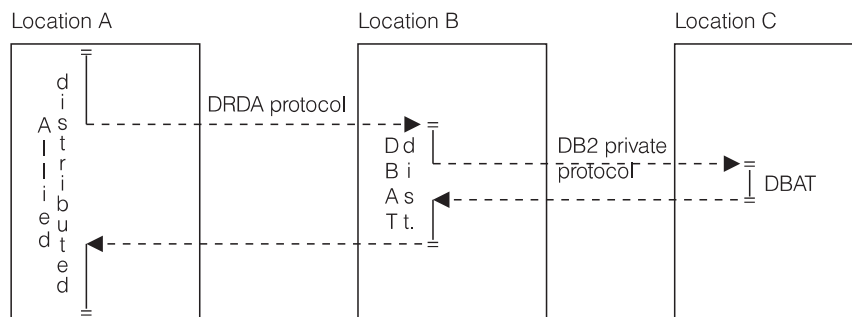 Location A
Location B
Location C
Allied
distributed
DRDA protocol
DBAT
dist.
DB2 private
protocol
DBAT